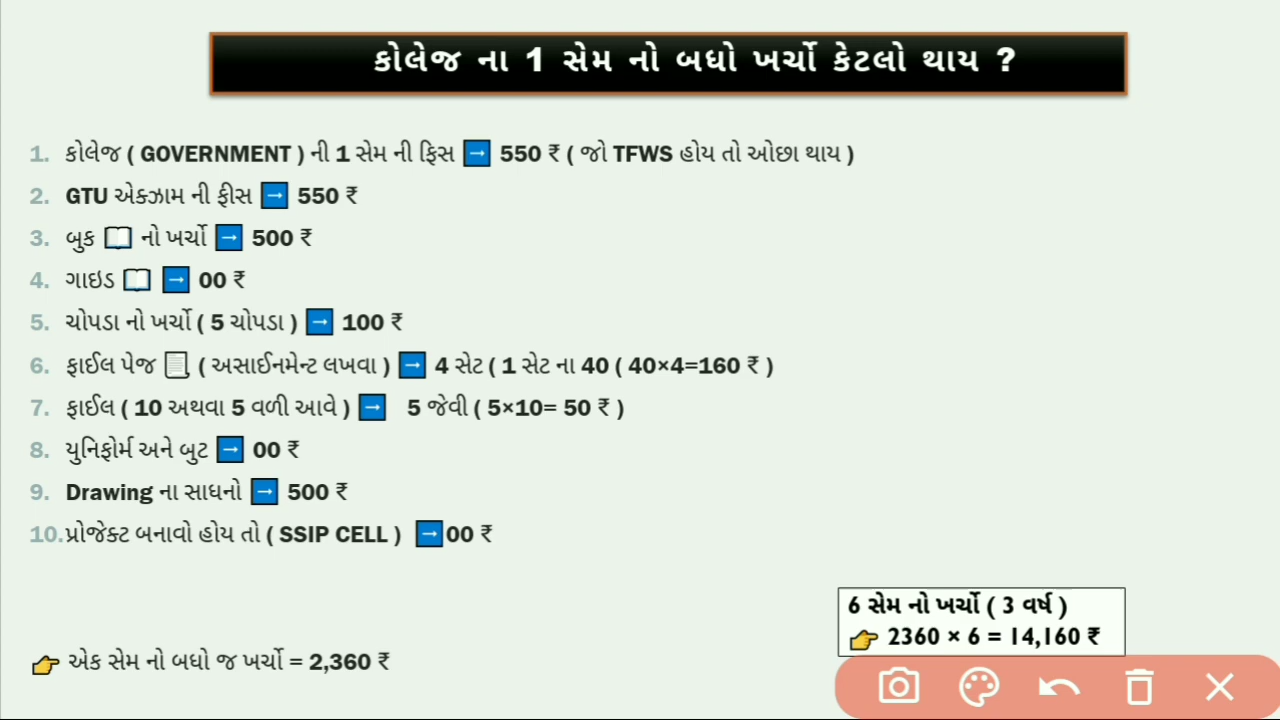 કોલેજ ના 1 સેમ નો બધો ખર્ચો કેટલો થાય ?
1. કોલેજ ( GOVERNMENT ) ની 1 સેમ ની ફિસ ➡️ 550 ₹ ( જો TFWS હોય તો ઓછા થાય )
2. GTU એક્ઝામ ની ફીસ ➡️ 550 ₹
3. બુક 📖 નો ખર્ચો ➡️ 500 ₹
4. ગાઇડ 📖 ➡️ 00 ₹
5. ચોપડા નો ખર્ચો ( 5 ચોપડા ) ➡️ 100 ₹
6. ફાઈલ પેજ 📃 ( અસાઈનમેન્ટ લખવા ) ➡️ 4 સેટ ( 1 સેટ ના 40 ( 40×4=160 ₹ )
7. ફાઈલ ( 10 અથવા 5 વળી આવે ) ➡️ 5 જેવી ( 5×10= 50 ₹ )
8. યુનિફોર્મ અને બુટ ➡️ 00 ₹
9. Drawing ના સાધનો ➡️ 500 ₹
10. પ્રોજેક્ટ બનાવો હોય તો ( SSIP CELL ) ➡️ 00 ₹
👉 એક સેમ નો બધો જ ખર્ચો = 2,360 ₹
6 સેમ નો ખર્ચો ( 3 વર્ષ )
👉 2360 × 6 = 14,160 ₹